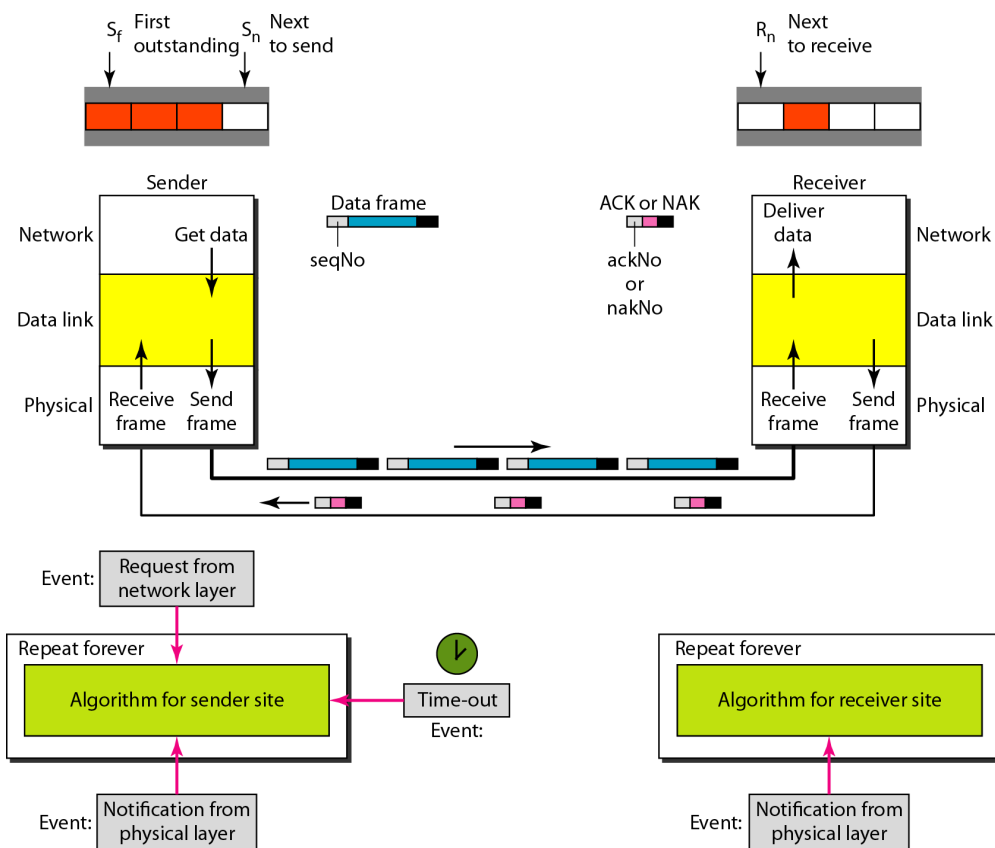 Sf First outstanding
Sn Next to send
Rn Next to receive
Sender
Receiver
Data frame
ACK or NAK
seqNo
ackNo
or
nakNo
Network
Get data
Deliver
data
Network
Data link
Data link
Physical
Receive
frame
Send
frame
Receive
frame
Send
frame
Physical
Event:
Request from
network layer
Repeat forever
Algorithm for sender site
Time-out
Event:
Event:
Notification from
physical layer
Repeat forever
Algorithm for receiver site
Event:
Notification from
physical layer